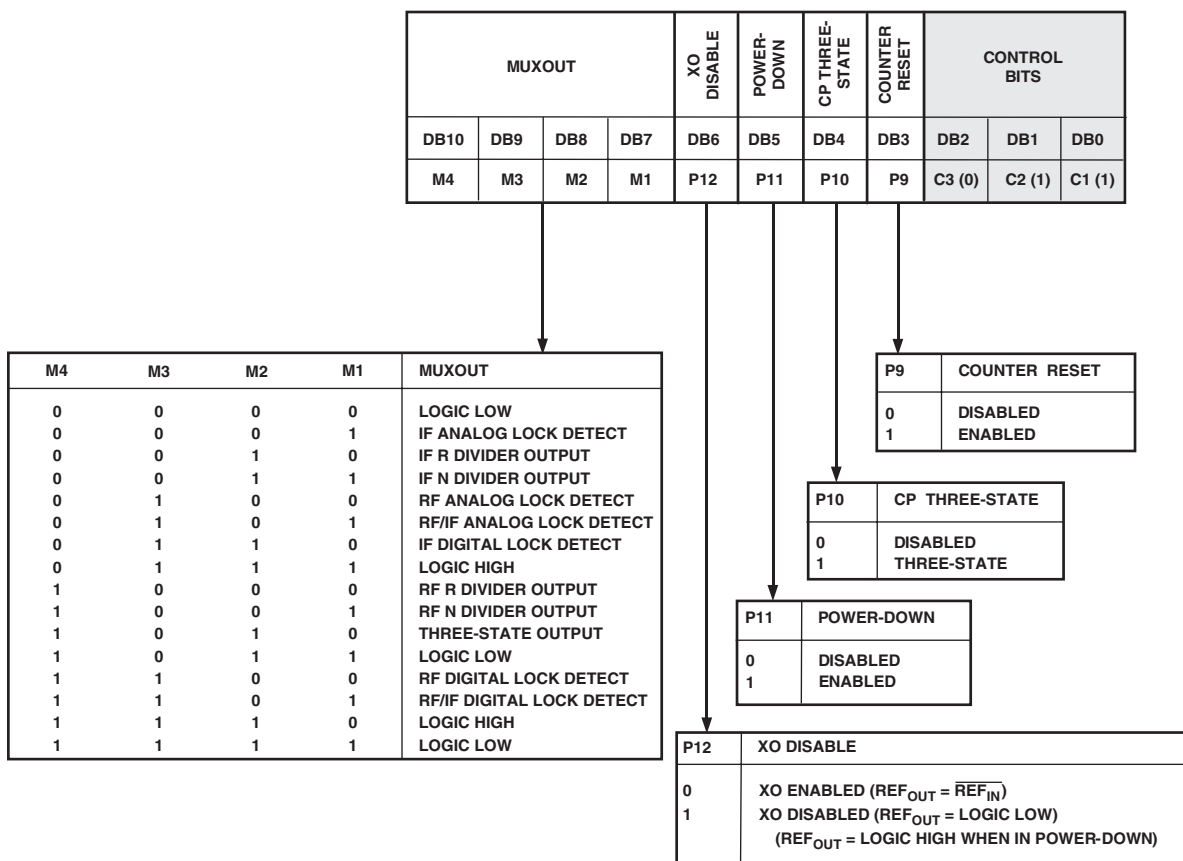 MUXOUT
XO DISABLE
POWER-DOWN
CP THREE-STATE
COUNTER RESET
CONTROL BITS
DB10 DB9 DB8 DB7 DB6 DB5 DB4 DB3 DB2 DB1 DB0
M4 M3 M2 M1 P12 P11 P10 P9 C3 (0) C2 (1) C1 (1)
M4 M3 M2 M1 MUXOUT
0 0 0 0 LOGIC LOW
0 0 0 1 IF ANALOG LOCK DETECT
0 0 1 0 IF R DIVIDER OUTPUT
0 0 1 1 IF N DIVIDER OUTPUT
0 1 0 0 RF ANALOG LOCK DETECT
0 1 0 1 RF/IF ANALOG LOCK DETECT
0 1 1 0 IF DIGITAL LOCK DETECT
0 1 1 1 LOGIC HIGH
1 0 0 0 RF R DIVIDER OUTPUT
1 0 0 1 RF N DIVIDER OUTPUT
1 0 1 0 THREE-STATE OUTPUT
1 0 1 1 LOGIC LOW
1 1 0 0 RF DIGITAL LOCK DETECT
1 1 0 1 RF/IF DIGITAL LOCK DETECT
1 1 1 0 LOGIC HIGH
1 1 1 1 LOGIC LOW
P9 COUNTER RESET
0 DISABLED
1 ENABLED
P10 CP THREE-STATE
0 DISABLED
1 THREE-STATE
P11 POWER-DOWN
0 DISABLED
1 ENABLED
P12 XO DISABLE
0 XO ENABLED (REFOUT = R̅E̅F̅I̅N̅)
1 XO DISABLED (REFOUT = LOGIC LOW)
(REFOUT = LOGIC HIGH WHEN IN POWER-DOWN)